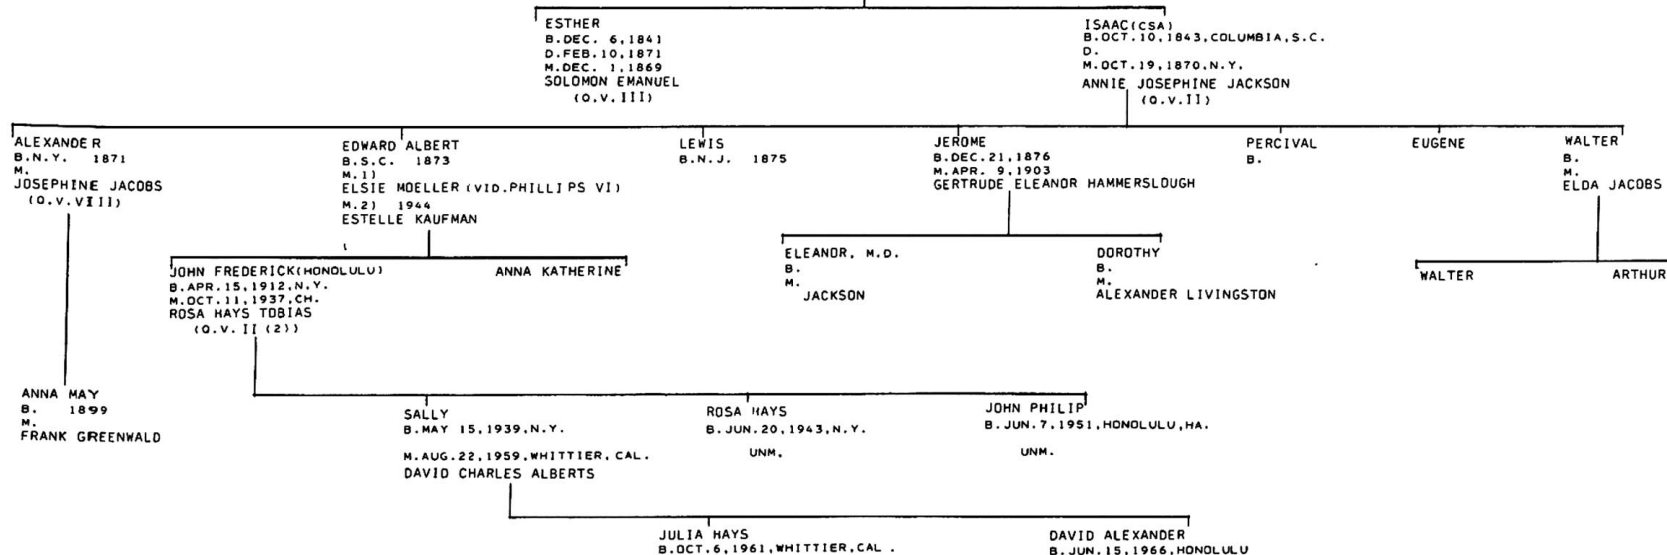 ESTHER
B.DEC. 6,1841
D.FEB.10,1871
M.DEC. 1,1869
SOLOMON EMANUEL
(Q.V.III)
ISAAC(CSA)
B.OCT.10,1843,COLUMBIA,S.C.
D.
M.OCT.19,1870,N.Y.
ANNIE JOSEPHINE JACKSON
(Q.V.II)
ALEXANDER
B.N.Y. 1871
M.
JOSEPHINE JACOBS
(Q.V.VIII)
EDWARD ALBERT
B.S.C. 1873
M.1)
ELSIE MOELLER(VID.PHILLIPS VI)
M.2) 1944
ESTELLE KAUFMAN
LEWIS
B.N.J. 1875
JEROME
B.DEC.21,1876
M.APR. 9,1903
GERTRUDE ELEANOR HAMMERSLOUGH
PERCIVAL
B.
EUGENE
WALTER
B.
M.
ELDA JACOBS
JOHN FREDERICK(HONOLULU)
B.APR.15,1912,N.Y.
M.OCT.11,1937,CH.
ROSA HAYS TOBIAS
(Q.V. II (2))
ANNA KATHERINE
ELEANOR, M.D.
B.
M.
JACKSON
DOROTHY
B.
M.
ALEXANDER LIVINGSTON
WALTER
ARTHUR
ANNA MAY
B. 1899
M.
FRANK GREENWALD
SALLY
B.MAY 15,1939,N.Y.
M.AUG.22,1959,WHITTIER,CAL.
DAVID CHARLES ALBERTS
ROSA HAYS
B.JUN.20,1943,N.Y.
UNM.
JOHN PHILIP
B.JUN.7,1951,HONOLULU,HA.
UNM.
JULIA HAYS
B.OCT.6,1961,WHITTIER,CAL.
DAVID ALEXANDER
B.JUN.15,1966,HONOLULU